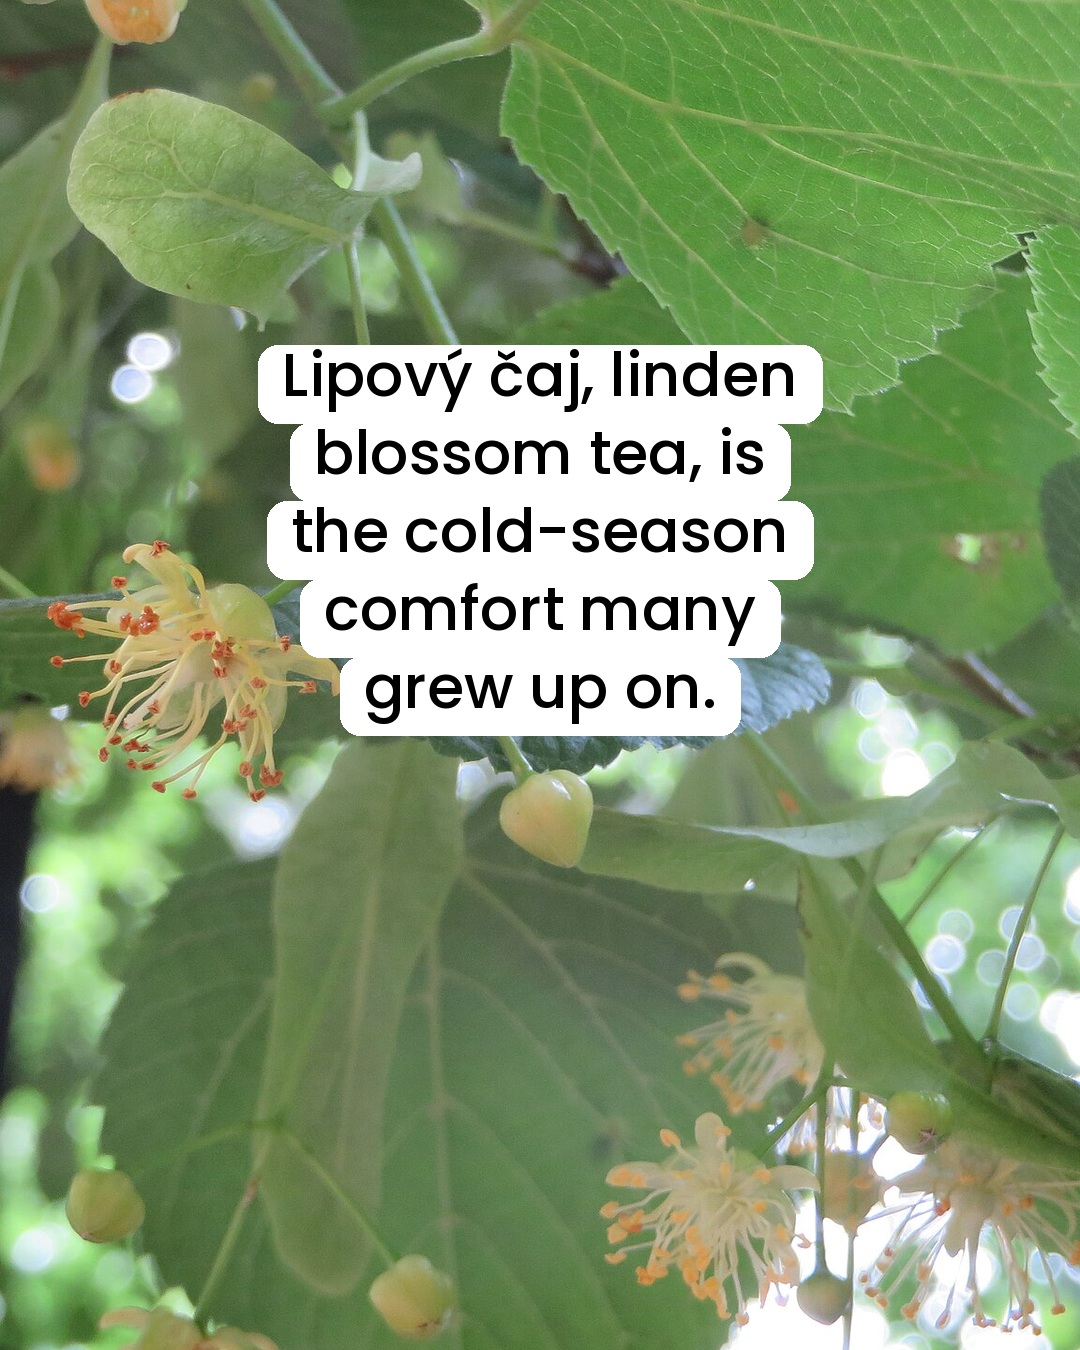 Lipový čaj, linden
blossom tea, is
the cold-season
comfort many
grew up on.